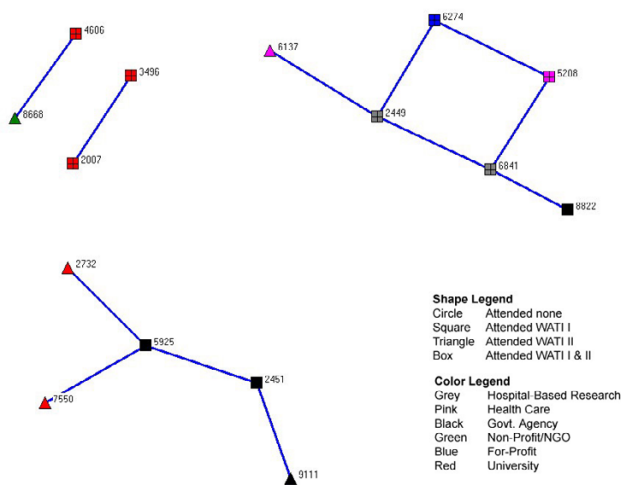 4606
6274
6137
3496
5208
8668
2449
2007
6841
8822
2732
5925
2451
7550
9111
Shape Legend
Circle Attended none
Square Attended WATI I
Triangle Attended WATI II
Box Attended WATI I & II
Color Legend
Grey Hospital-Based Research
Pink Health Care
Black Govt. Agency
Green Non-Profit/NGO
Blue For-Profit
Red University